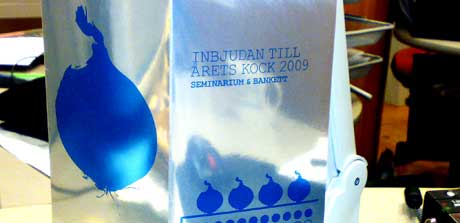 INBJUDAN TILL
ÅRETS KOCK 2009
SEMINARIUM & BANKETT